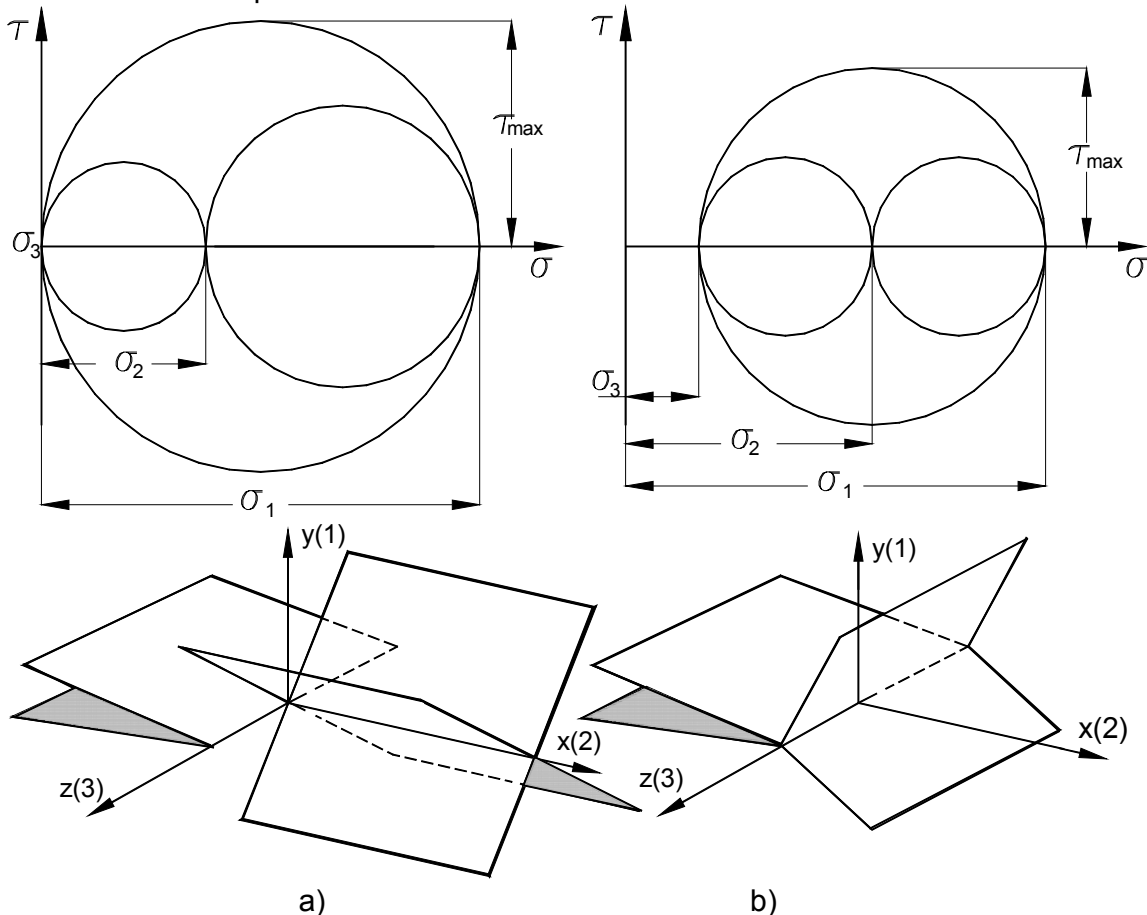 τ
τ
τmax
τmax
σ3
σ
σ
σ2
σ3
σ2
σ1
σ1
y(1)
y(1)
x(2)
x(2)
z(3)
z(3)
a)
b)